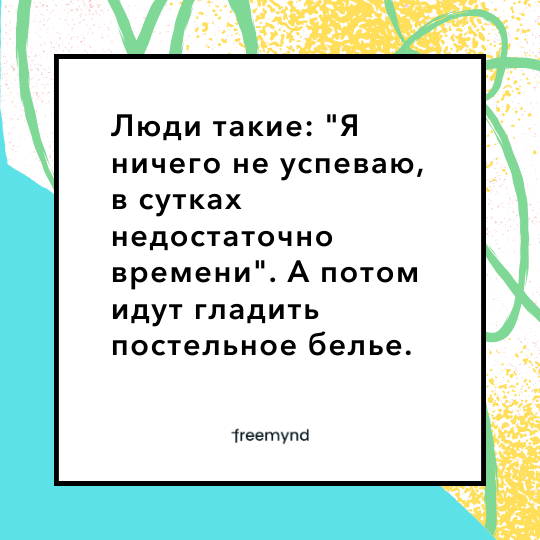 Люди такие: "Я
ничего не успеваю,
в сутках
недостаточно
времени". А потом
идут гладить
постельное белье.
freemynd